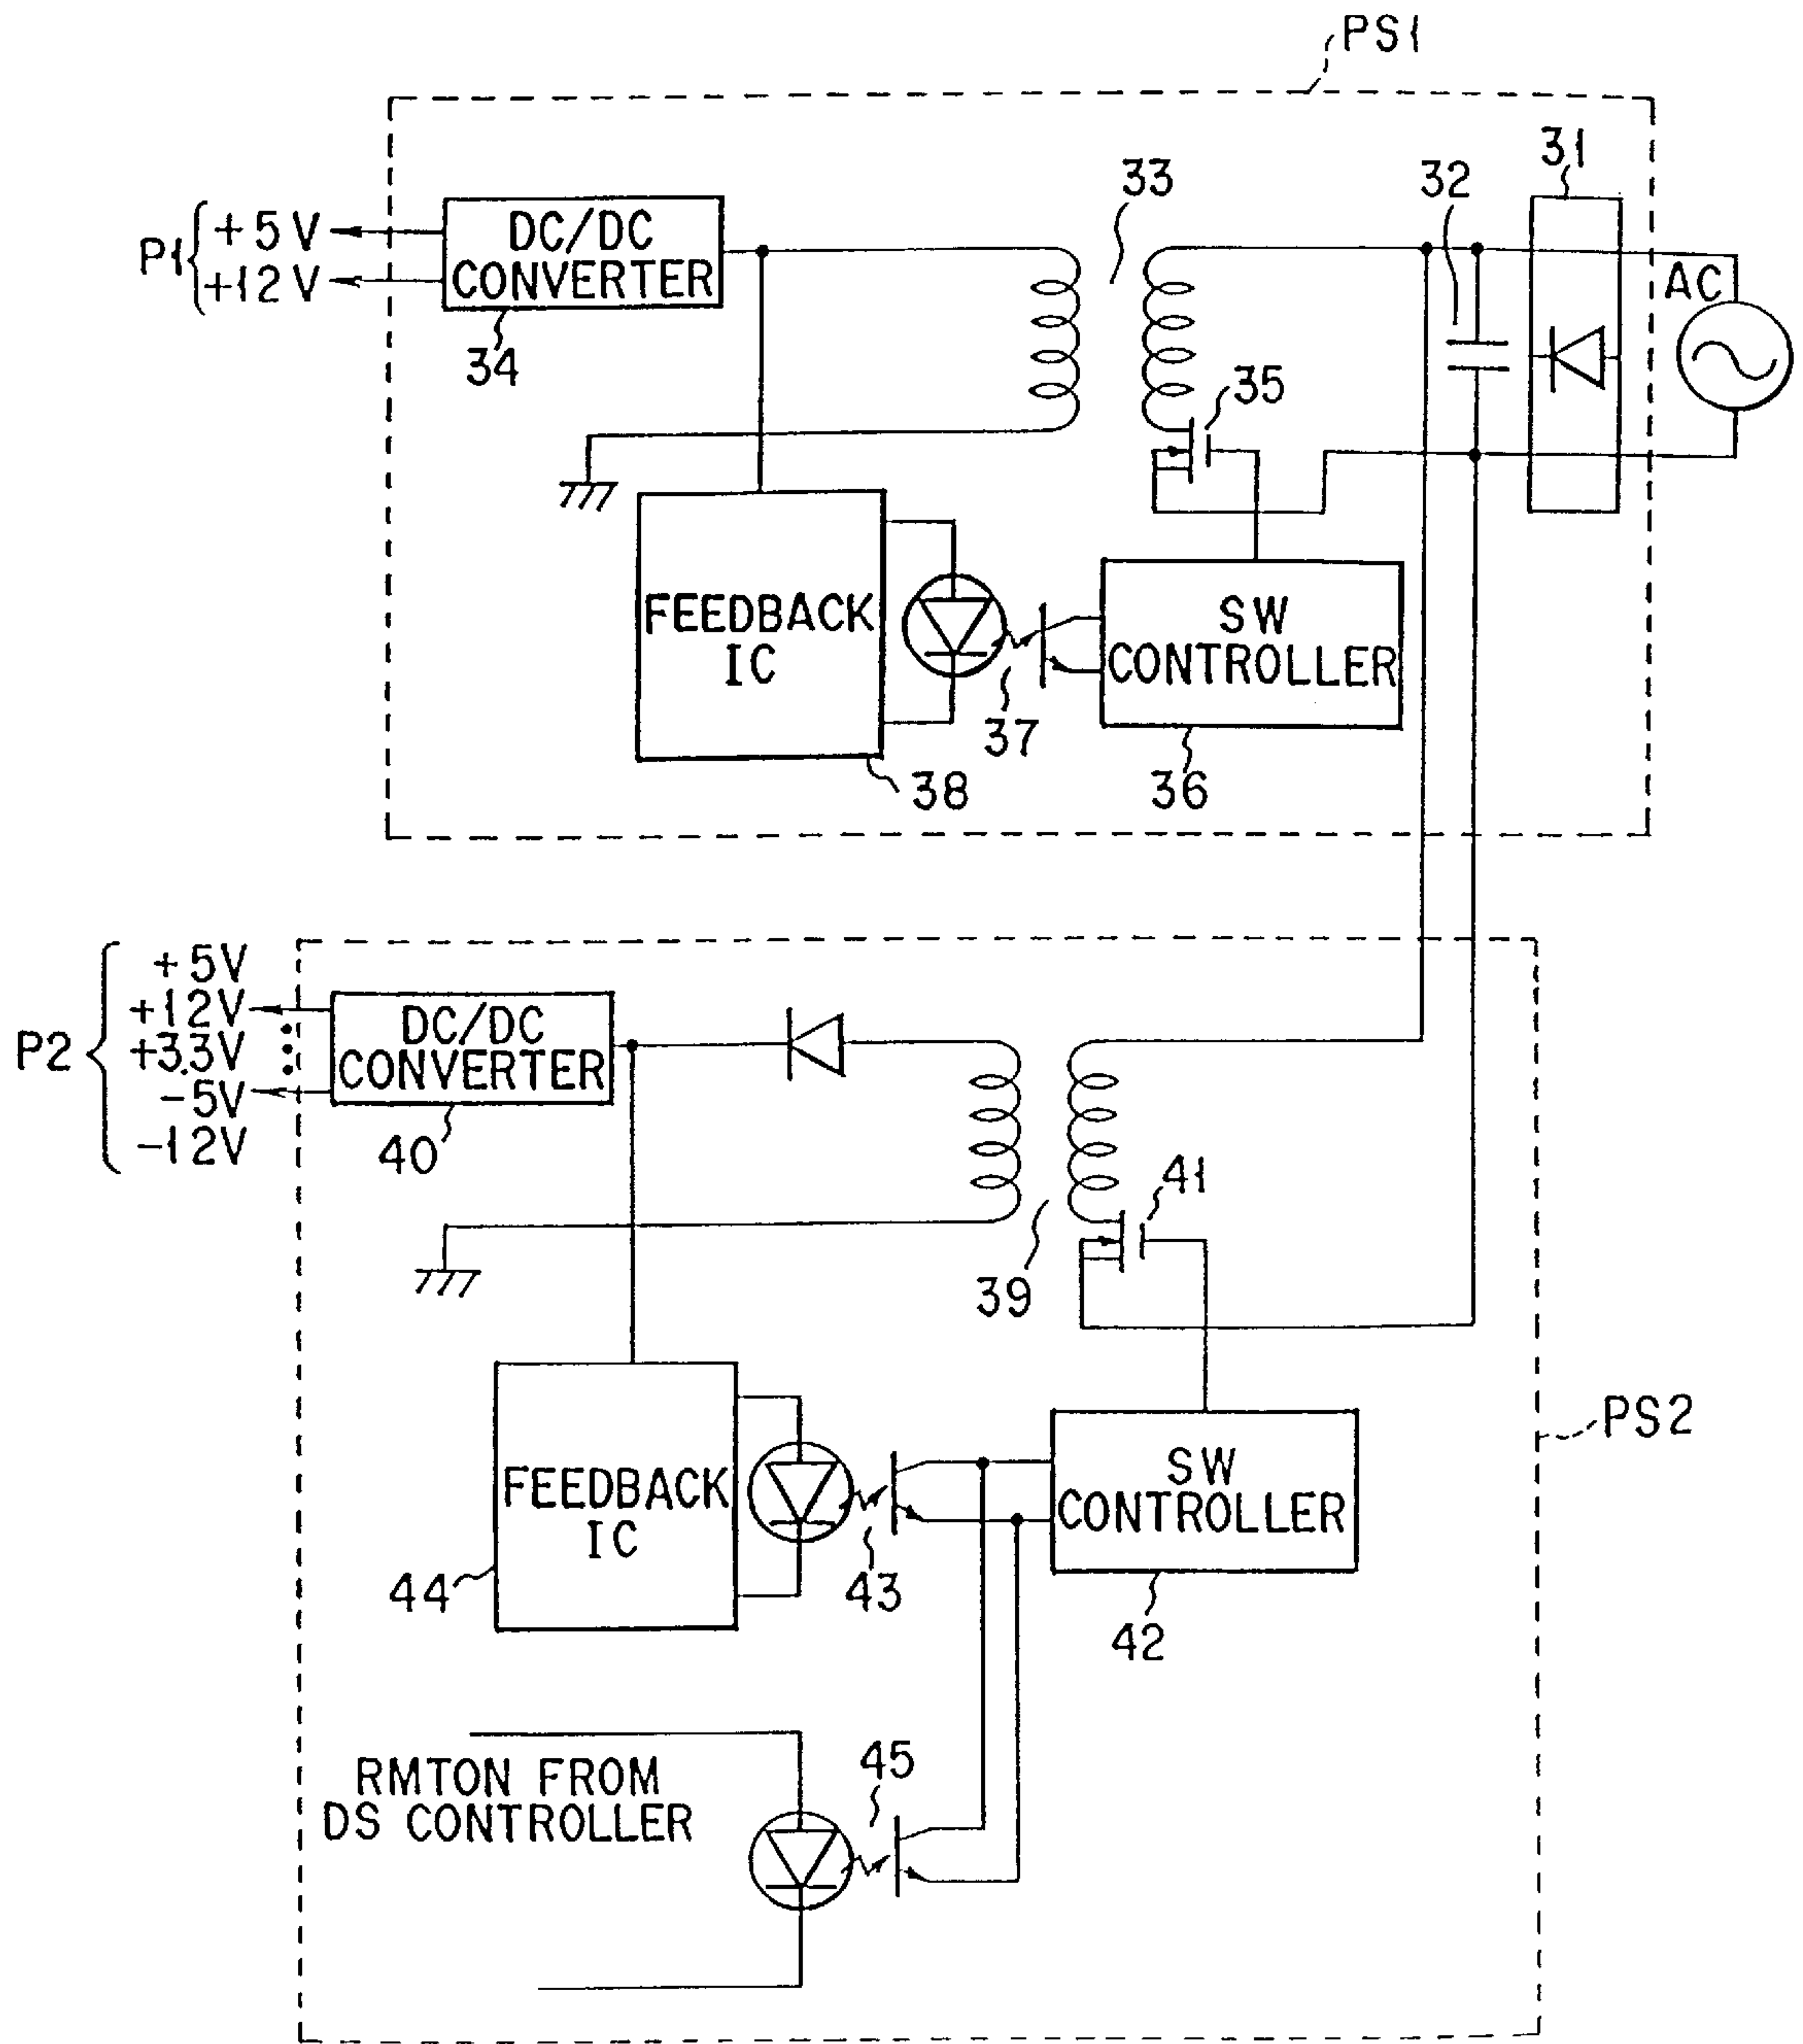 PS1
31
33
32
P1
+5V
+12V
DC/DC
CONVERTER
34
AC
35
FEEDBACK
IC
SW
CONTROLLER
37
38
36
P2
+5V
+12V
+3.3V
-5V
-12V
DC/DC
CONVERTER
40
41
39
PS2
FEEDBACK
IC
SW
CONTROLLER
44
43
42
RMTON FROM
DS CONTROLLER
45